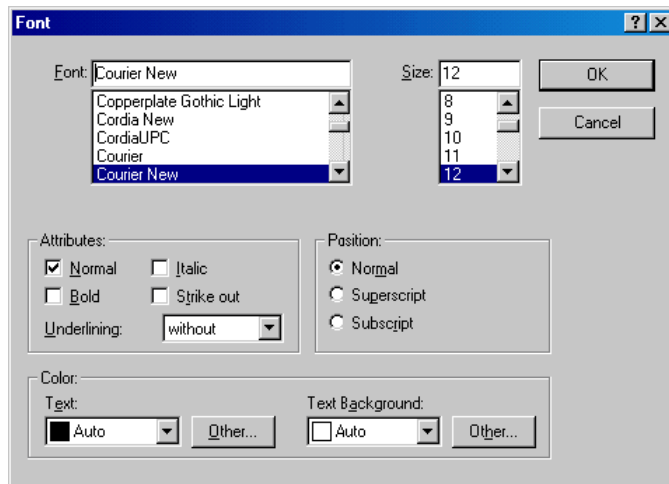 Font
Font: Courier New
Copperplate Gothic Light
Cordia New
CordiaUPC
Courier
Courier New
Size: 12
8
9
10
11
12
OK
Cancel
Attributes:
Normal Italic
Bold Strike out
Underlining: without
Position:
Normal
Superscript
Subscript
Color:
Text:
Auto Other...
Text Background:
Auto Other...